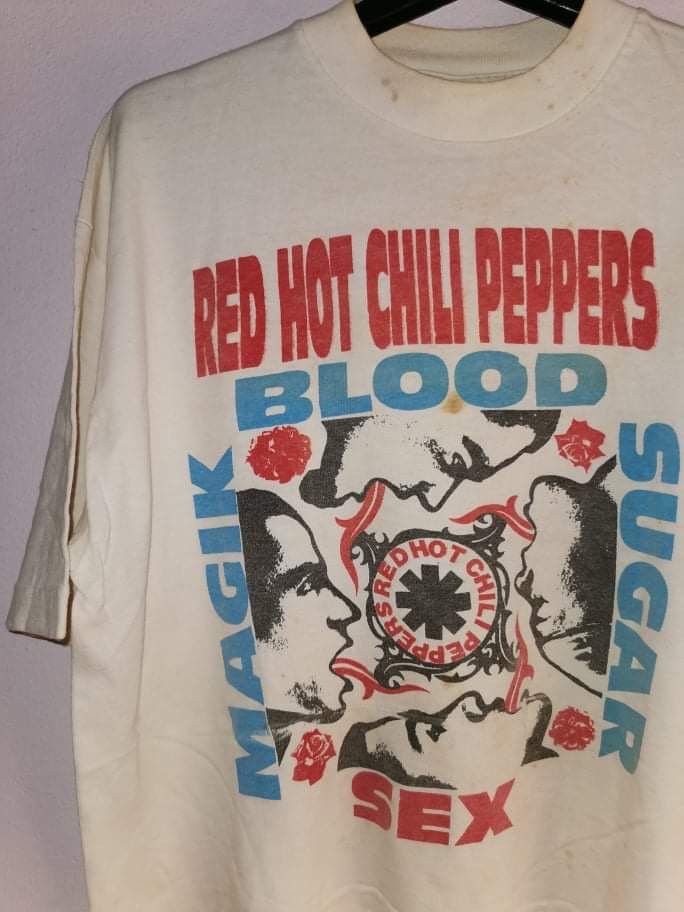 RED HOT CHILI PEPPERS
BLOOD
SUGAR
SEX
MAGIK
RED HOT CHILI PEPPERS